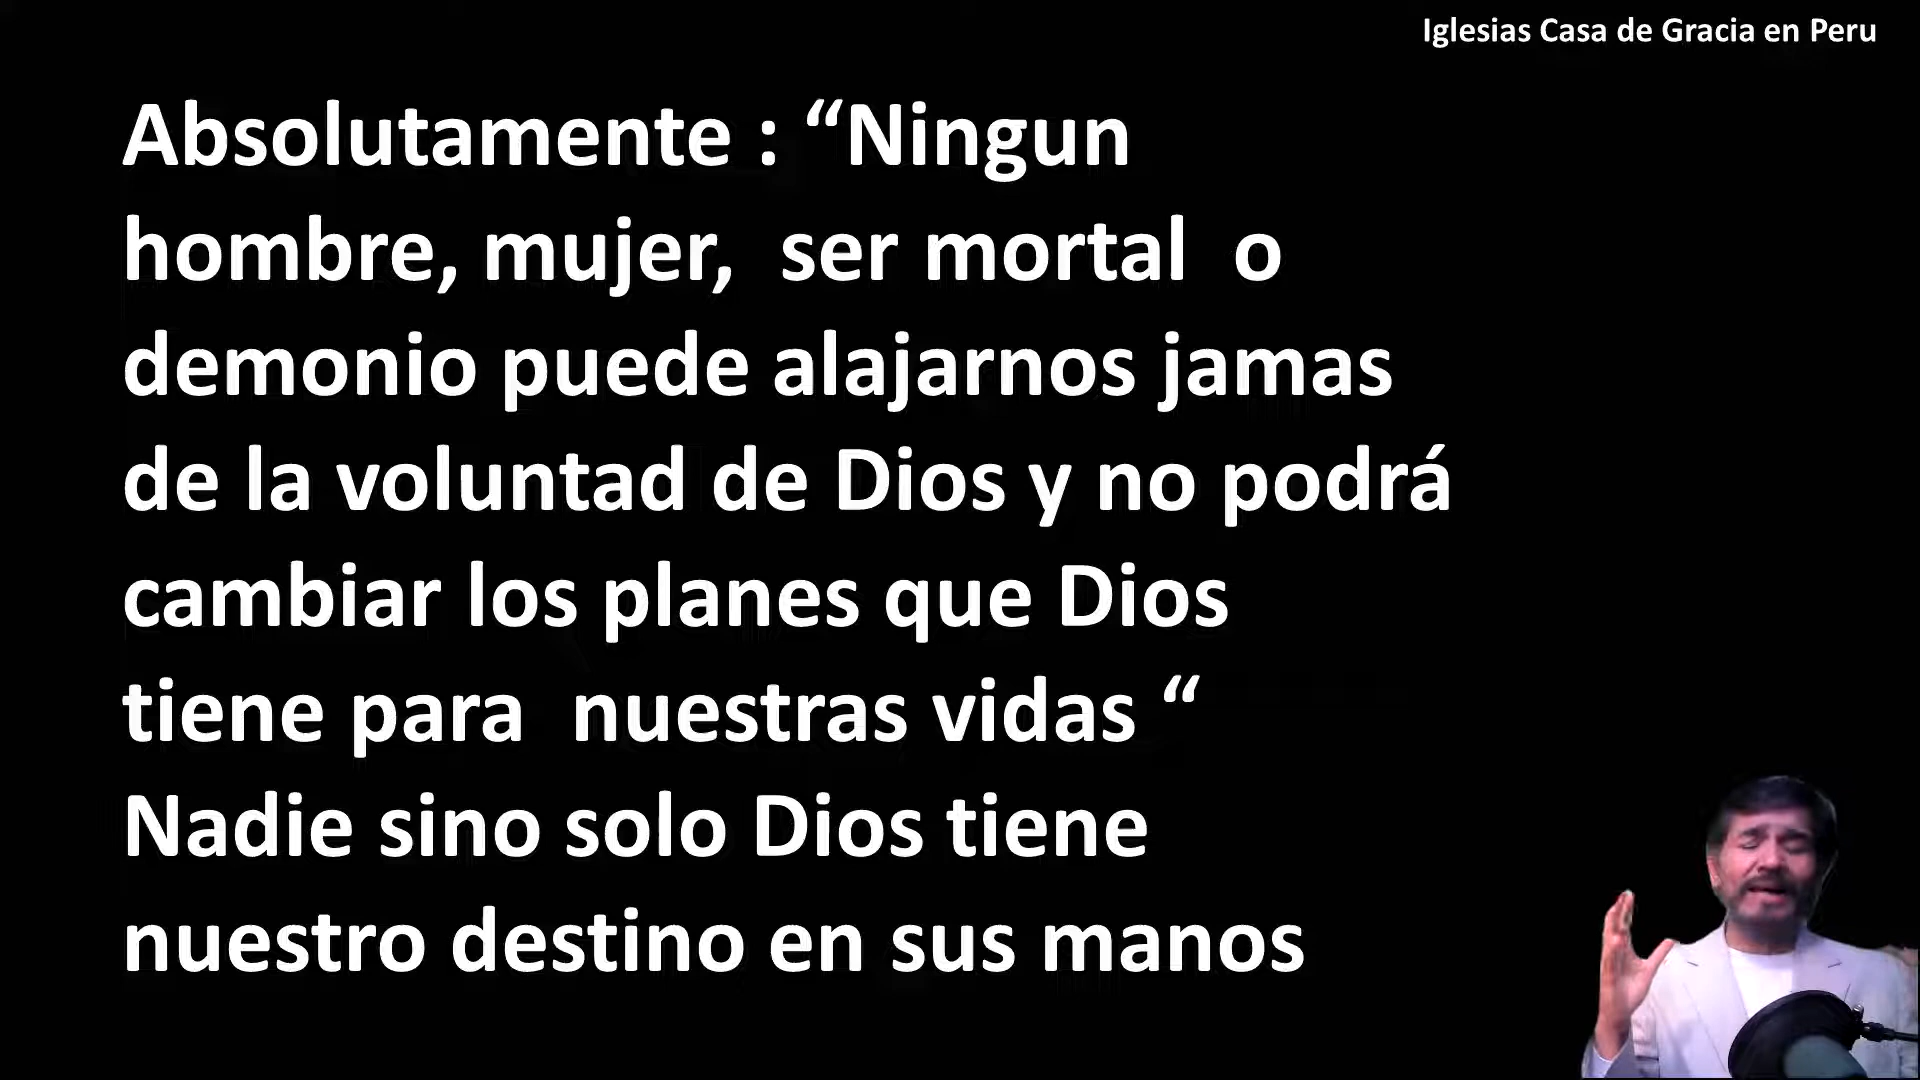 Iglesias Casa de Gracia en Peru
Absolutamente : “Ningun
hombre, mujer,  ser mortal  o
demonio puede alajarnos jamas
de la voluntad de Dios y no podrá
cambiar los planes que Dios
tiene para  nuestras vidas “
Nadie sino solo Dios tiene
nuestro destino en sus manos